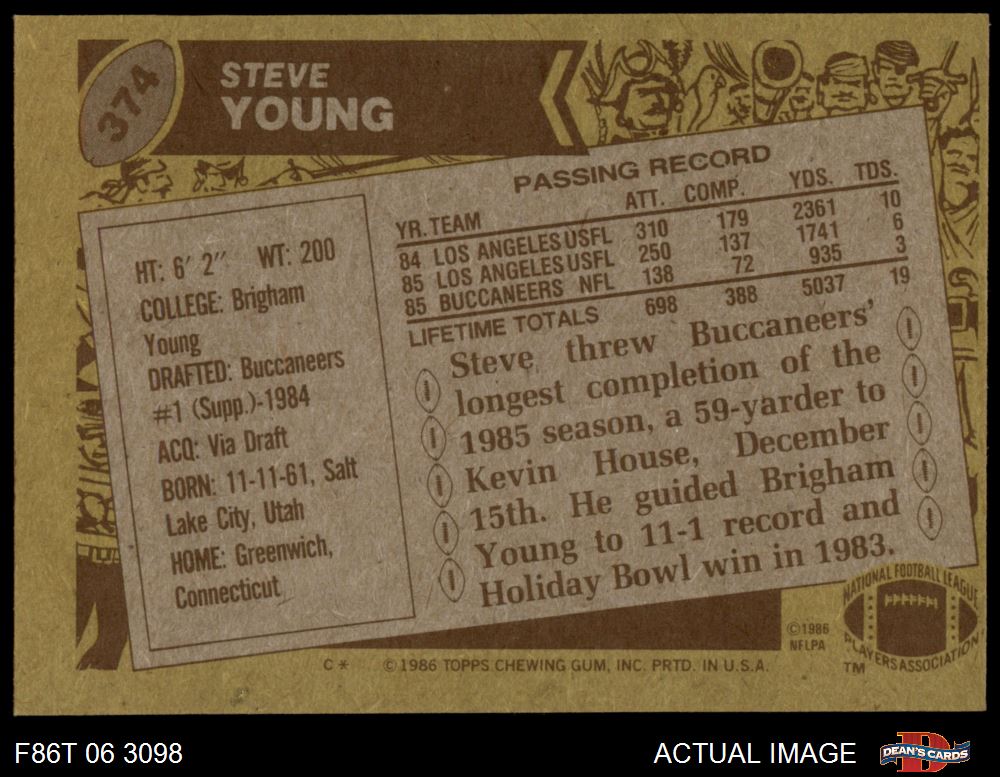 374
STEVE
YOUNG
HT: 6' 2" WT: 200
COLLEGE: Brigham
Young
DRAFTED: Buccaneers
#1 (Supp.)-1984
ACQ: Via Draft
BORN: 11-11-61, Salt
Lake City, Utah
HOME: Greenwich,
Connecticut
PASSING RECORD
YR. TEAM ATT. COMP. YDS. TDS.
84 LOS ANGELES USFL 310 179 2361 10
85 LOS ANGELES USFL 250 137 1741 6
85 BUCCANEERS NFL 138 72 935 3
LIFETIME TOTALS 698 388 5037 19
Steve threw Buccaneers'
longest completion of the
1985 season, a 59-yarder to
Kevin House, December
15th. He guided Brigham
Young to 11-1 record and
Holiday Bowl win in 1983.
©1986
NFLPA
NATIONAL FOOTBALL LEAGUE
PLAYERS ASSOCIATION
TM
C* ©1986 TOPPS CHEWING GUM, INC. PRTD. IN U.S.A.
F86T 06 3098
ACTUAL IMAGE
D
DEAN'S CARDS